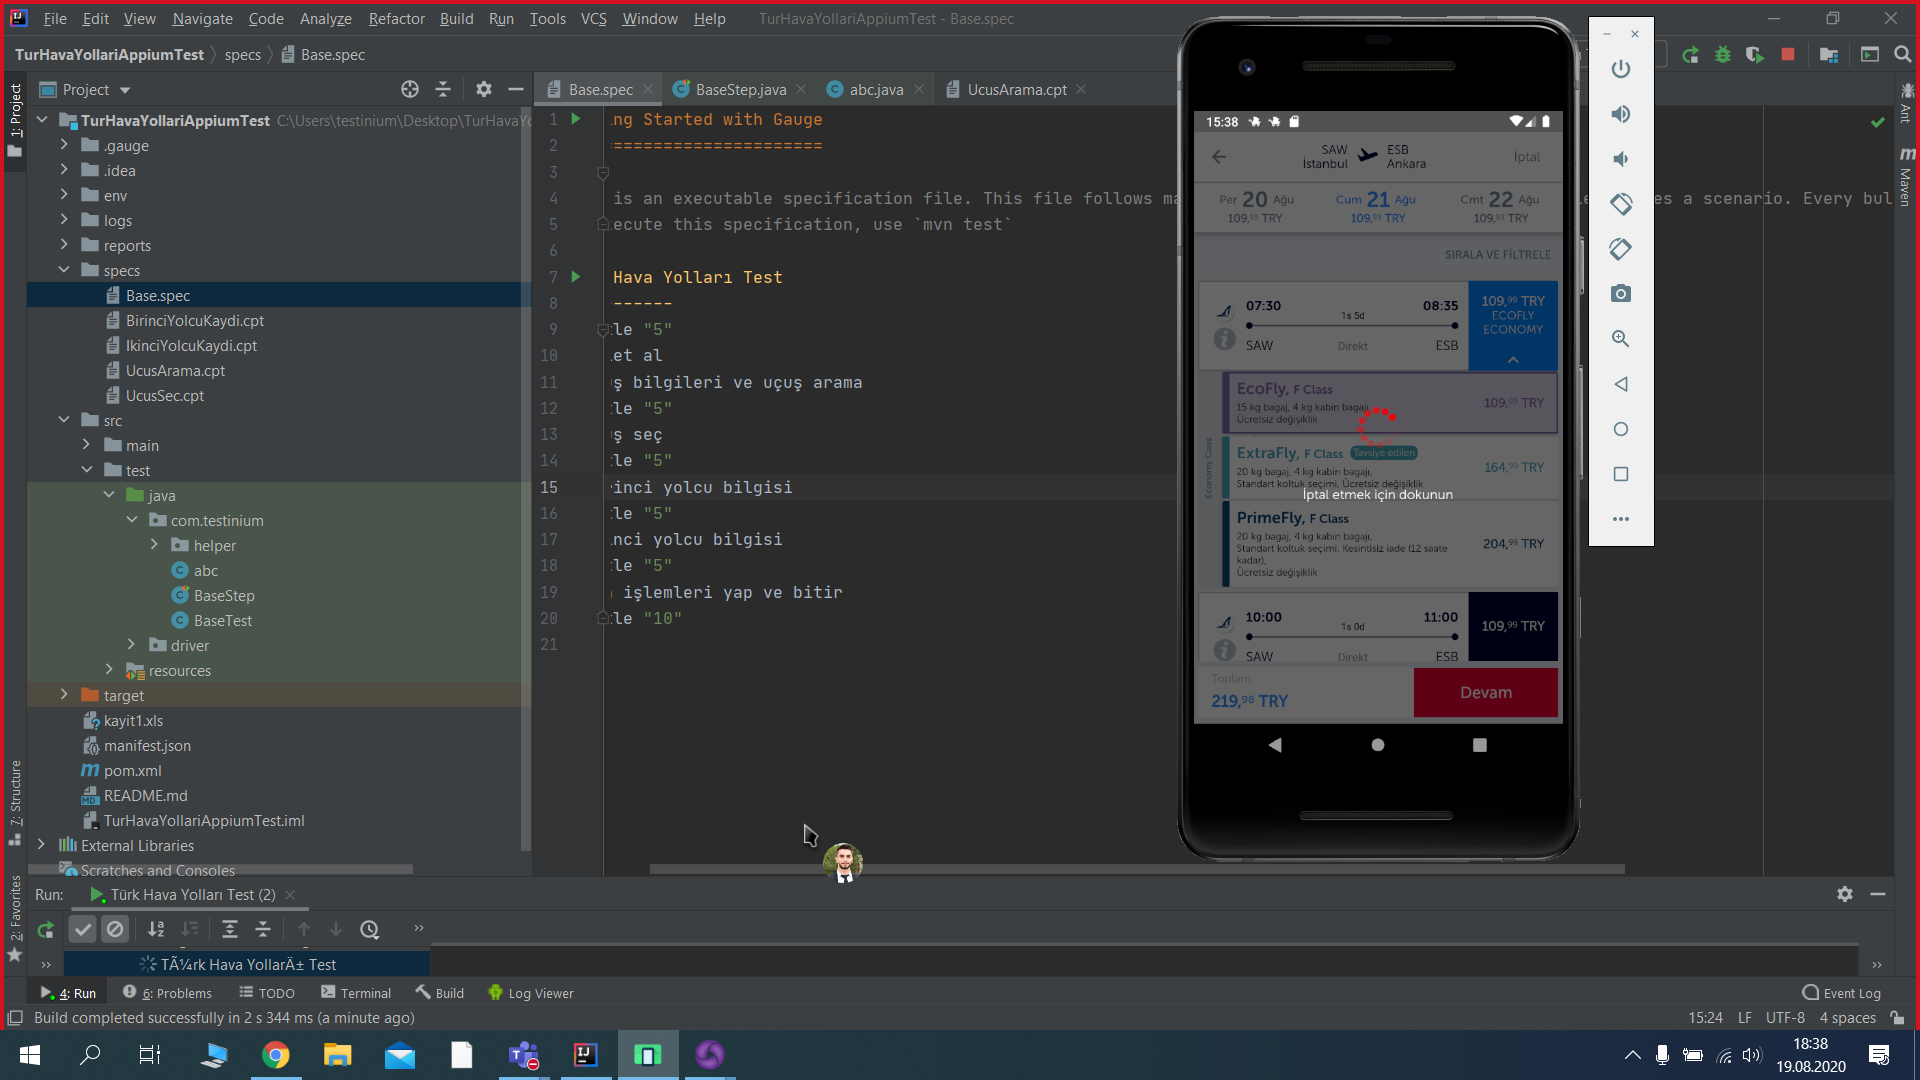 File Edit View Navigate Code Analyze Refactor Build Run Tools VCS Window Help TurHavaYollariAppiumTest - Base.spec
TurHavaYollariAppiumTest specs Base.spec
1: Project
Project
Base.spec
BaseStep.java
abc.java
UcusArama.cpt
TurHavaYollariAppiumTest C:\Users\testinium\Desktop\TurHavaYo
.gauge
.idea
env
logs
reports
specs
Base.spec
BirinciYolcuKaydi.cpt
IkinciYolcuKaydi.cpt
UcusArama.cpt
UcusSec.cpt
src
main
test
java
com.testinium
helper
abc
BaseStep
BaseTest
driver
resources
target
kayit1.xls
manifest.json
pom.xml
README.md
TurHavaYollariAppiumTest.iml
External Libraries
Scratches and Consoles
7: Structure
2: Favorites
1 ng Started with Gauge
2 =====================
3
4 is an executable specification file. This file follows ma es a scenario. Every bul
5 ecute this specification, use `mvn test`
6
7 Hava Yolları Test
8 ------
9 tle "5"
10 et al
11 ş bilgileri ve uçuş arama
12 tle "5"
13 ş seç
14 tle "5"
15 rinci yolcu bilgisi
16 tle "5"
17 inci yolcu bilgisi
18 tle "5"
19 işlemleri yap ve bitir
20 tle "10"
21
15:38
SAW İstanbul
ESB Ankara
İptal
Per 20 Ağu
109,99 TRY
Cum 21 Ağu
109,99 TRY
Cmt 22 Ağu
109,99 TRY
SIRALA VE FİLTRELE
07:30 08:35
1s 5d
SAW Direkt ESB
109,99 TRY
ECOFLY
ECONOMY
Economy Class
EcoFly, F Class
15 kg bagaj, 4 kg kabin bagajı,
Ücretsiz değişiklik
109,99 TRY
ExtraFly, F Class Tavsiye edilen
20 kg bagaj, 4 kg kabin bagajı,
Standart koltuk seçimi, Ücretsiz değişiklik
164,99 TRY
İptal etmek için dokunun
PrimeFly, F Class
20 kg bagaj, 4 kg kabin bagajı,
Standart koltuk seçimi, Kesintisiz iade (12 saate
kadar),
Ücretsiz değişiklik
204,99 TRY
10:00 11:00
1s 0d
SAW Direkt ESB
109,99 TRY
Toplam
219,98 TRY
Devam
Ant
Maven
Run: Türk Hava Yolları Test (2)
TÃ¼rk Hava YollarÄ± Test
4: Run 6: Problems TODO Terminal Build Log Viewer Event Log
Build completed successfully in 2 s 344 ms (a minute ago) 15:24 LF UTF-8 4 spaces
18:38
19.08.2020